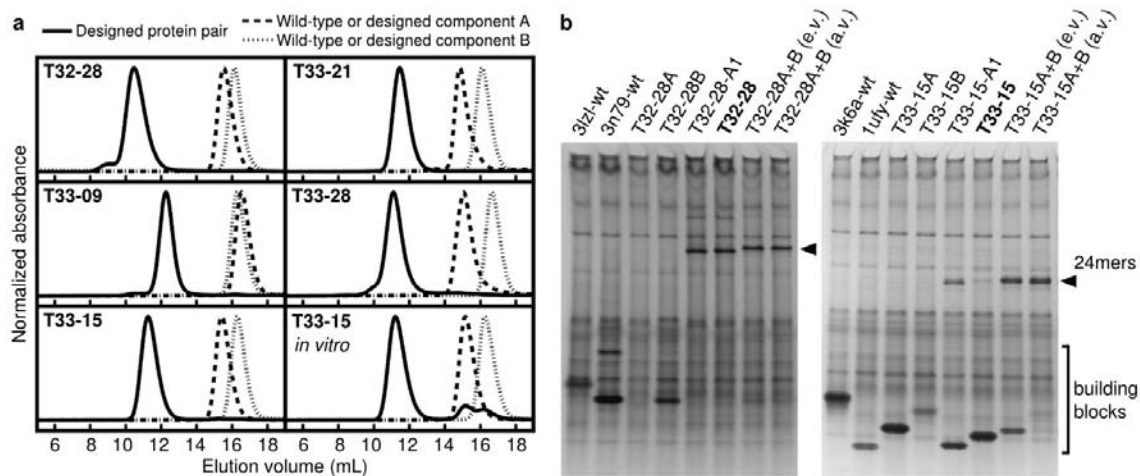 a
Designed protein pair
Wild-type or designed component A
Wild-type or designed component B
T32-28
T33-21
T33-09
T33-28
T33-15
T33-15
in vitro
Normalized absorbance
6 8 10 12 14 16 18
6 8 10 12 14 16 18
Elution volume (mL)
b
3lzl-wt
3n79-wt
T32-28A
T32-28B
T32-28-A1
T32-28
T32-28A+B (e.v.)
T32-28A+B (a.v.)
3k6a-wt
1ufy-wt
T33-15A
T33-15B
T33-15-A1
T33-15
T33-15A+B (e.v.)
T33-15A+B (a.v.)
24mers
building
blocks